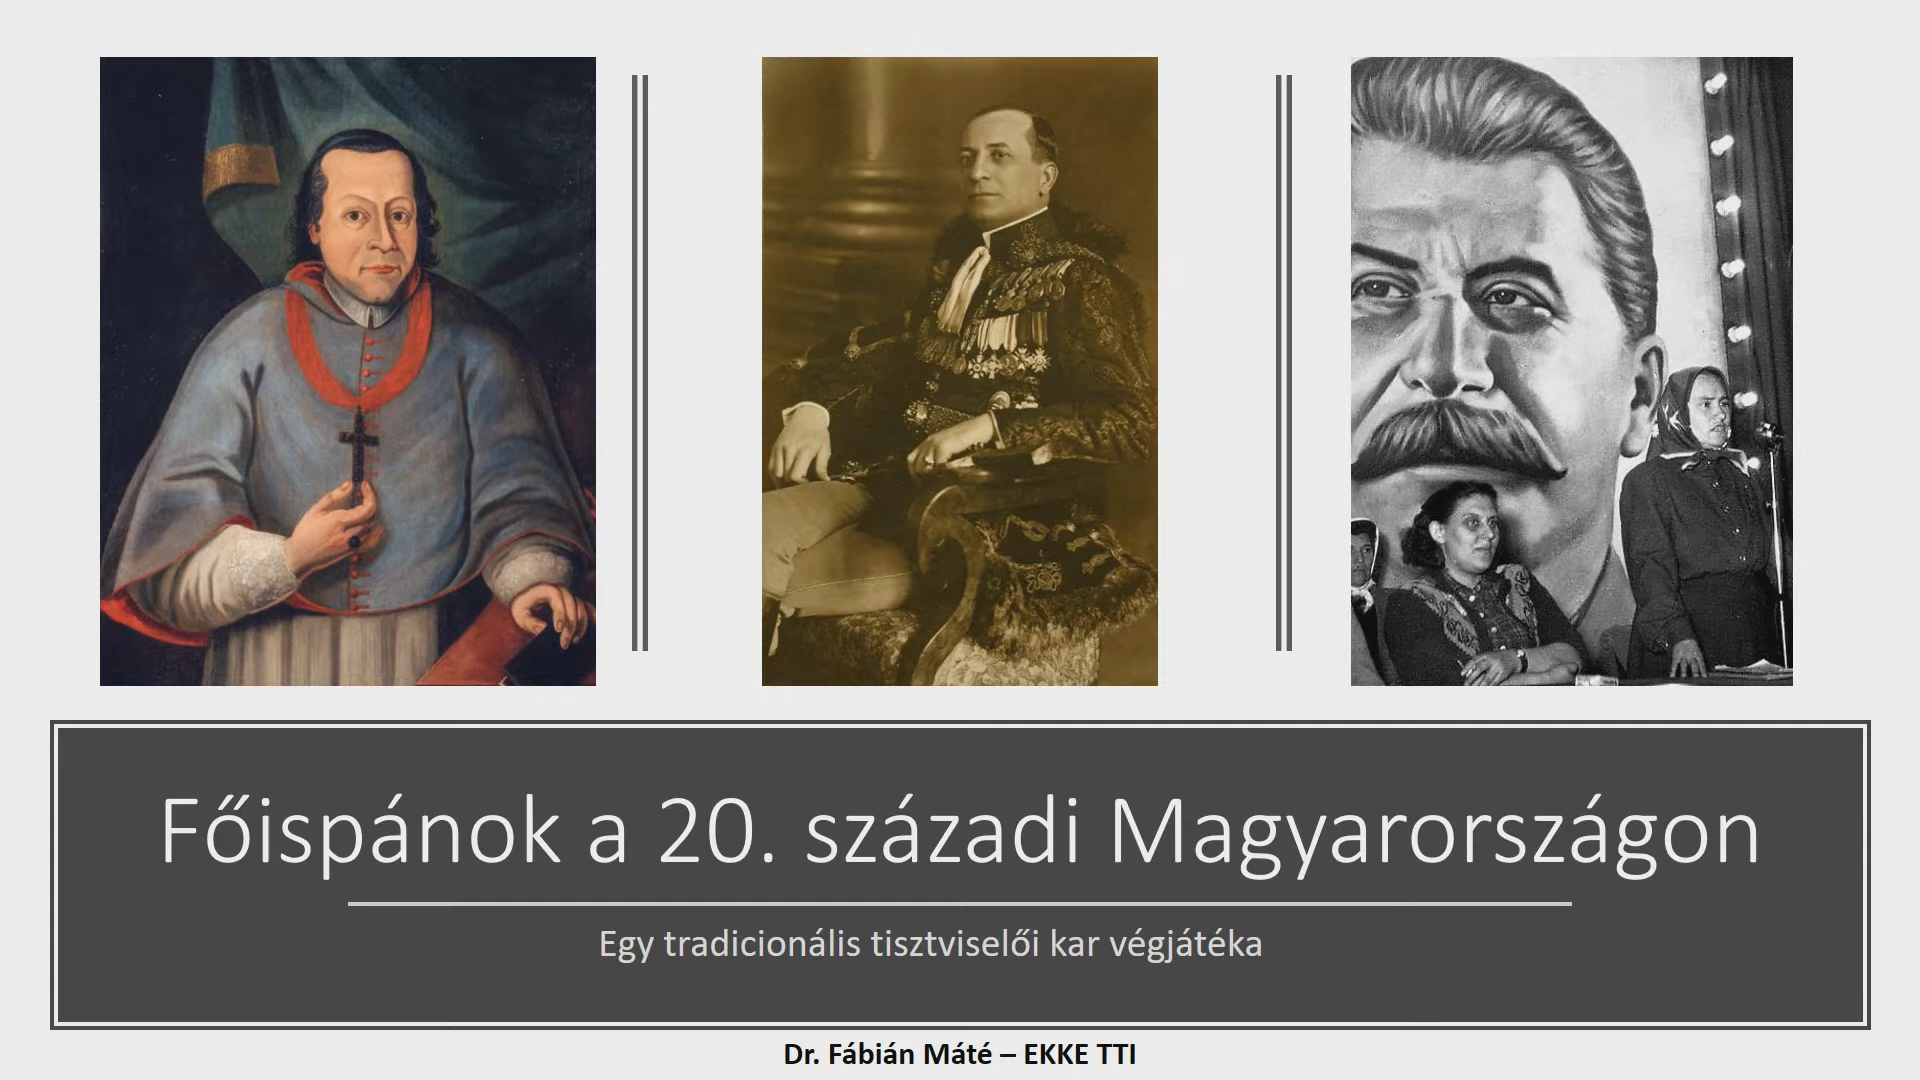 Főispánok a 20. századi Magyarországon
Egy tradicionális tisztviselői kar végjátéka
Dr. Fábián Máté – EKKE TTI